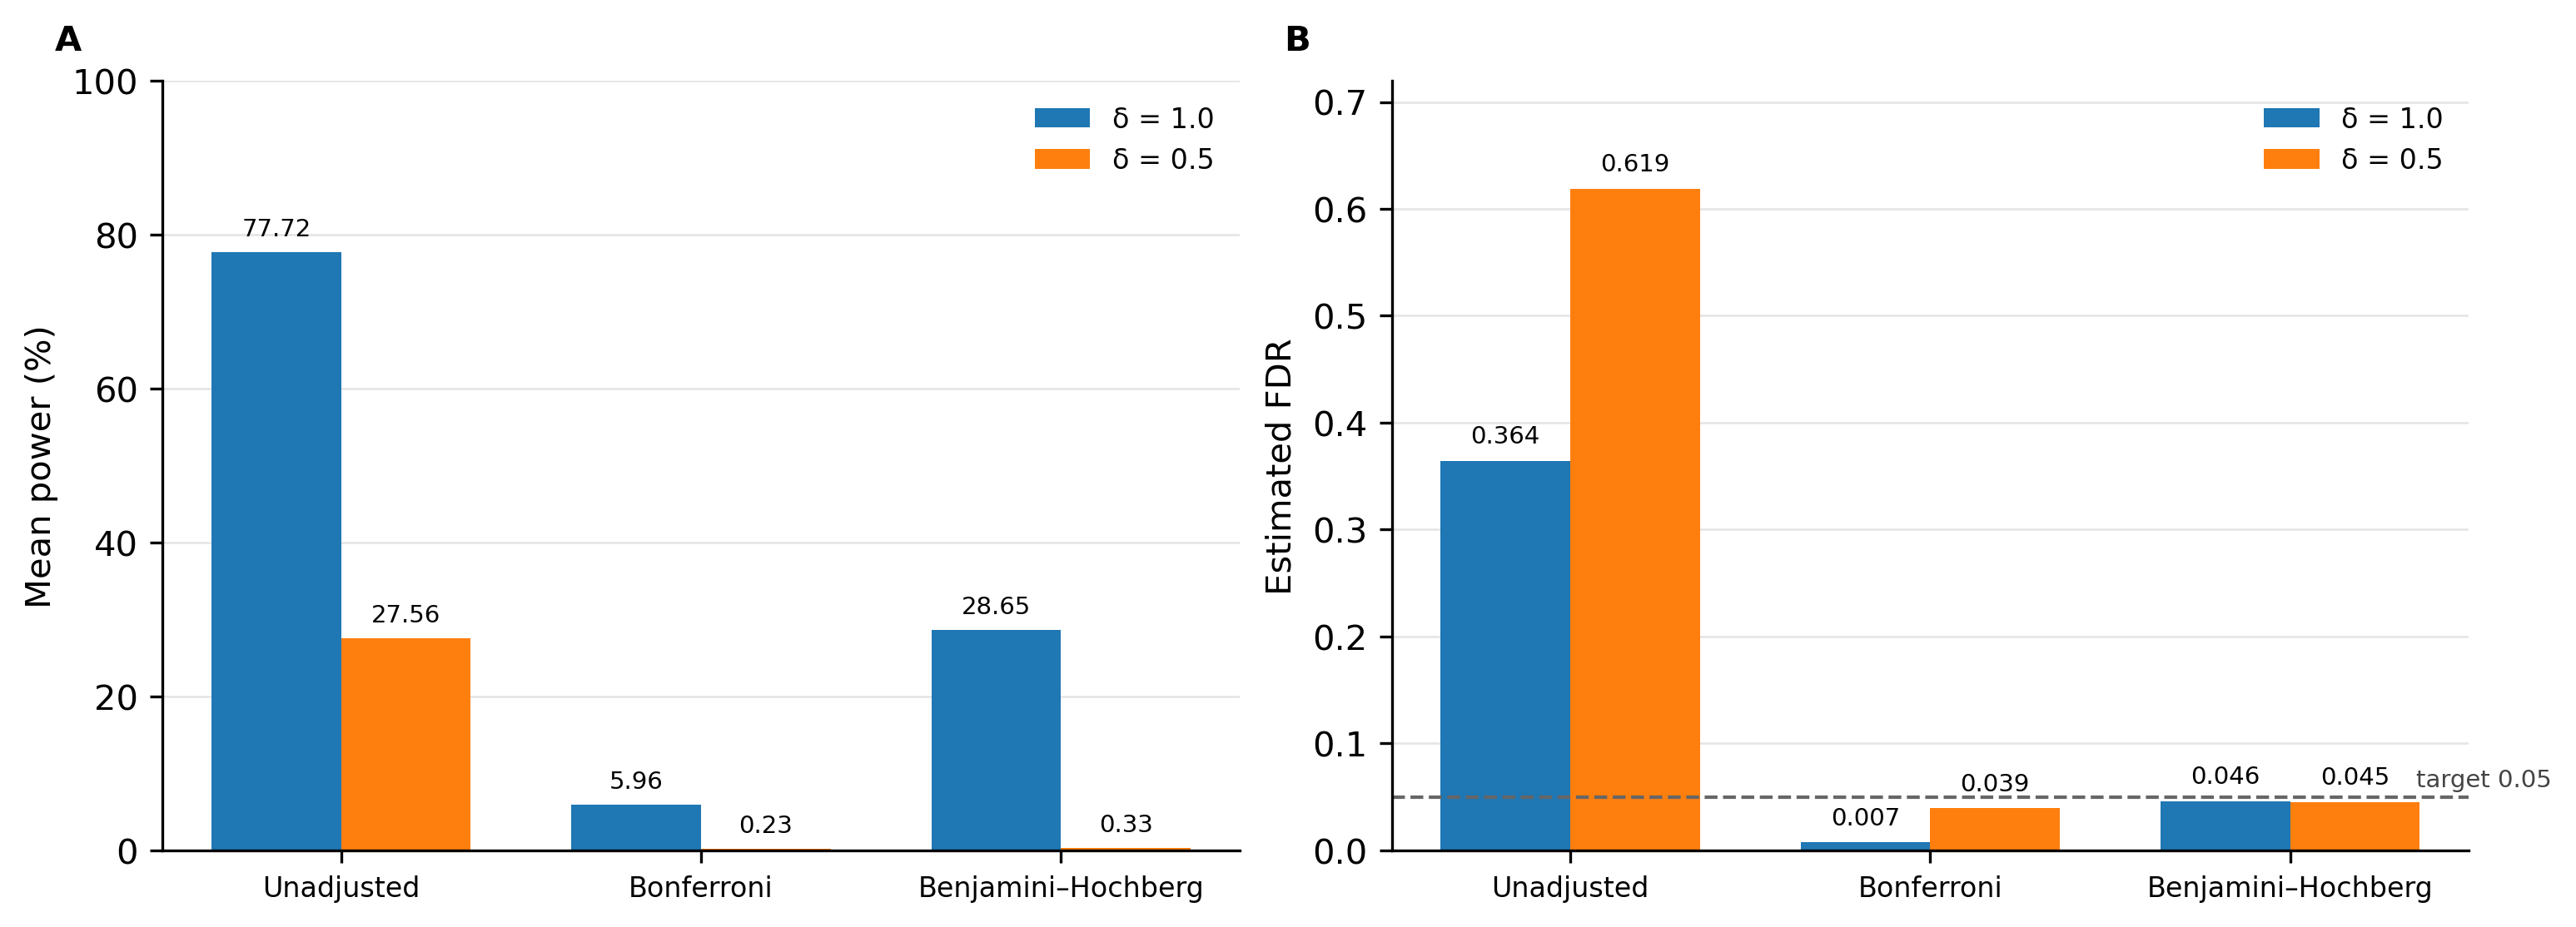 A
Mean power (%)
100
80
60
40
20
0
δ = 1.0
δ = 0.5
77.72
27.56
5.96
0.23
28.65
0.33
Unadjusted
Bonferroni
Benjamini–Hochberg
B
Estimated FDR
0.7
0.6
0.5
0.4
0.3
0.2
0.1
0.0
δ = 1.0
δ = 0.5
0.364
0.619
0.007
0.039
0.046
0.045
target 0.05
Unadjusted
Bonferroni
Benjamini–Hochberg